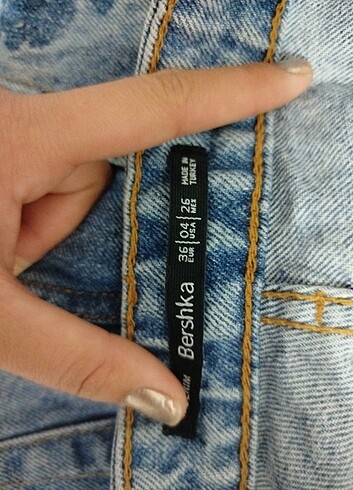 Bershka
36 | 04 | 26
EUR | USA | MEX
MADE IN
TURKEY